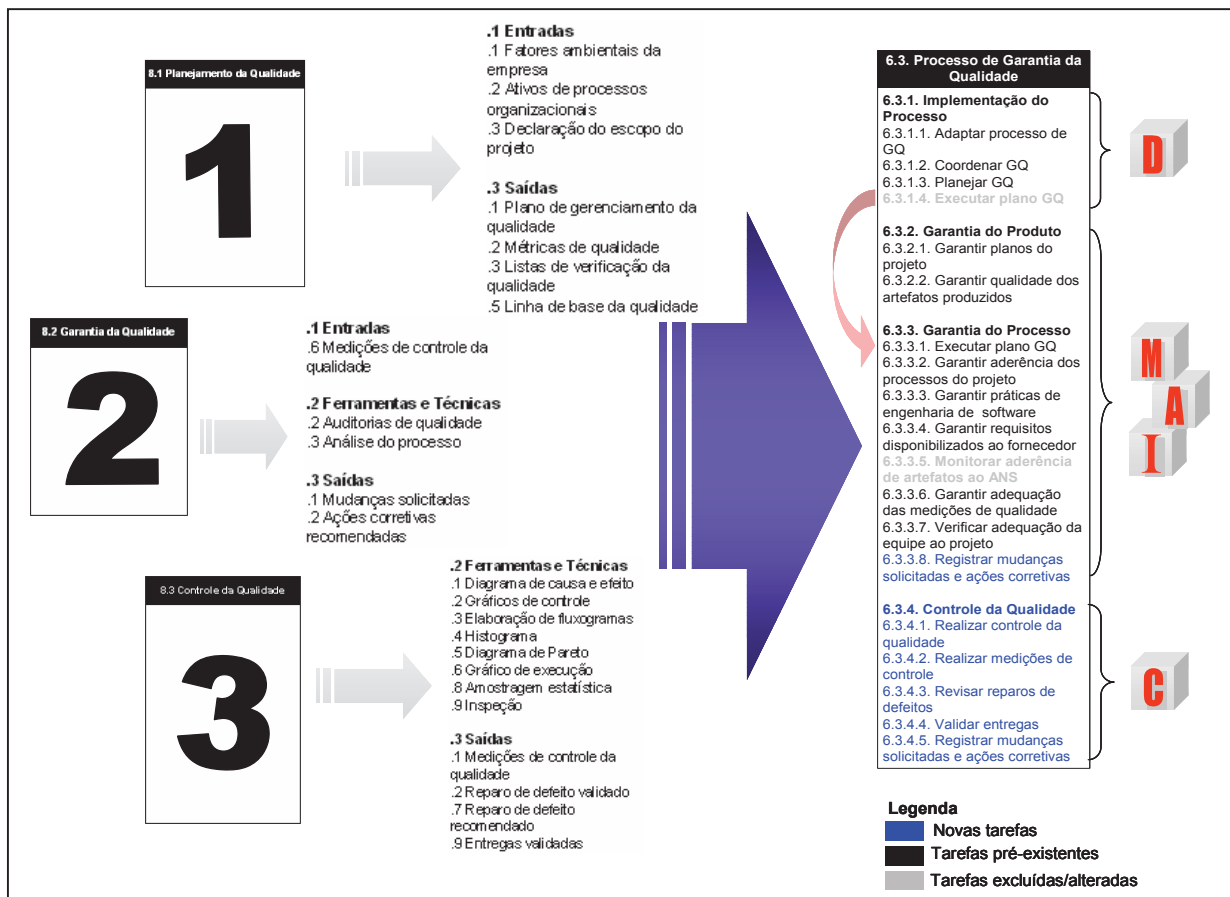 8.1 Planejamento da Qualidade
1
.1 Entradas
.1 Fatores ambientais da
empresa
.2 Ativos de processos
organizacionais
.3 Declaração do escopo do
projeto
.3 Saídas
.1 Plano de gerenciamento da
qualidade
.2 Métricas de qualidade
.3 Listas de verificação da
qualidade
.5 Linha de base da qualidade
8.2 Garantia da Qualidade
2
.1 Entradas
.6 Medições de controle da
qualidade
.2 Ferramentas e Técnicas
.2 Auditorias de qualidade
.3 Análise do processo
.3 Saídas
.1 Mudanças solicitadas
.2 Ações corretivas
recomendadas
8.3 Controle da Qualidade
3
.2 Ferramentas e Técnicas
.1 Diagrama de causa e efeito
.2 Gráficos de controle
.3 Elaboração de fluxogramas
.4 Histograma
.5 Diagrama de Pareto
.6 Gráfico de execução
.8 Amostragem estatística
.9 Inspeção
.3 Saídas
.1 Medições de controle da
qualidade
.2 Reparo de defeito validado
.7 Reparo de defeito
recomendado
.9 Entregas validadas
6.3. Processo de Garantia da
Qualidade
6.3.1. Implementação do
Processo
6.3.1.1. Adaptar processo de
GQ
6.3.1.2. Coordenar GQ
6.3.1.3. Planejar GQ
6.3.1.4. Executar plano GQ
6.3.2. Garantia do Produto
6.3.2.1. Garantir planos do
projeto
6.3.2.2. Garantir qualidade dos
artefatos produzidos
6.3.3. Garantia do Processo
6.3.3.1. Executar plano GQ
6.3.3.2. Garantir aderência dos
processos do projeto
6.3.3.3. Garantir práticas de
engenharia de software
6.3.3.4. Garantir requisitos
disponibilizados ao fornecedor
6.3.3.5. Monitorar aderência
de artefatos ao ANS
6.3.3.6. Garantir adequação
das medições de qualidade
6.3.3.7. Verificar adequação da
equipe ao projeto
6.3.3.8. Registrar mudanças
solicitadas e ações corretivas
6.3.4. Controle da Qualidade
6.3.4.1. Realizar controle da
qualidade
6.3.4.2. Realizar medições de
controle
6.3.4.3. Revisar reparos de
defeitos
6.3.4.4. Validar entregas
6.3.4.5. Registrar mudanças
solicitadas e ações corretivas
D
M
A
I
C
Legenda
Novas tarefas
Tarefas pré-existentes
Tarefas excluídas/alteradas